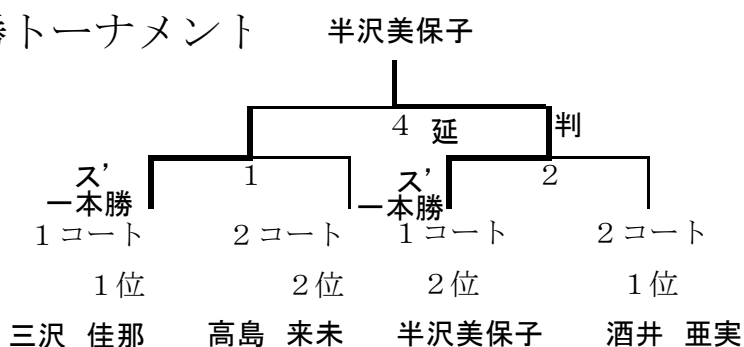 トーナメント 半沢美保子
4 延 判
ス' 1 ス' 2
一本勝 一本勝
1コート 2コート 1コート 2コート
1位 2位 2位 1位
三沢 佳那 高島 来未 半沢美保子 酒井 亜実